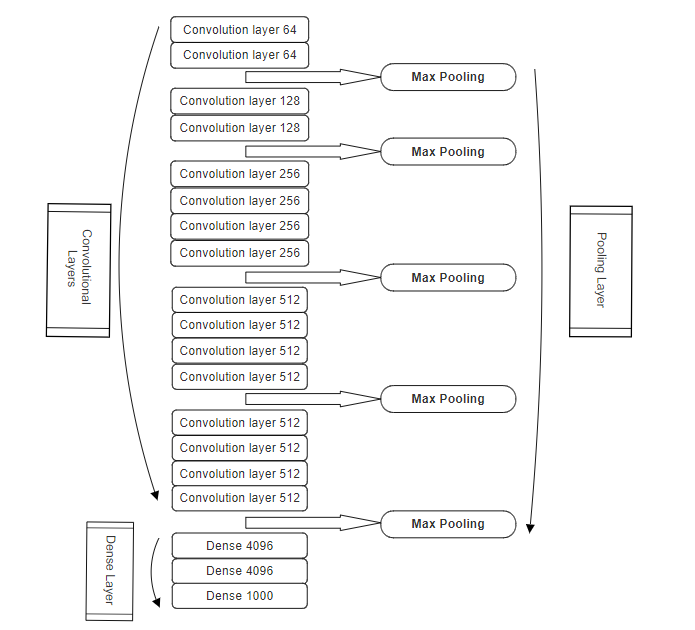 Convolution layer 64
Convolution layer 64
Max Pooling
Convolution layer 128
Convolution layer 128
Max Pooling
Convolution layer 256
Convolution layer 256
Convolution layer 256
Convolution layer 256
Max Pooling
Convolution layer 512
Convolution layer 512
Convolution layer 512
Convolution layer 512
Max Pooling
Convolution layer 512
Convolution layer 512
Convolution layer 512
Convolution layer 512
Max Pooling
Dense 4096
Dense 4096
Dense 1000
Convolutional
Layers
Pooling Layer
Dense Layer